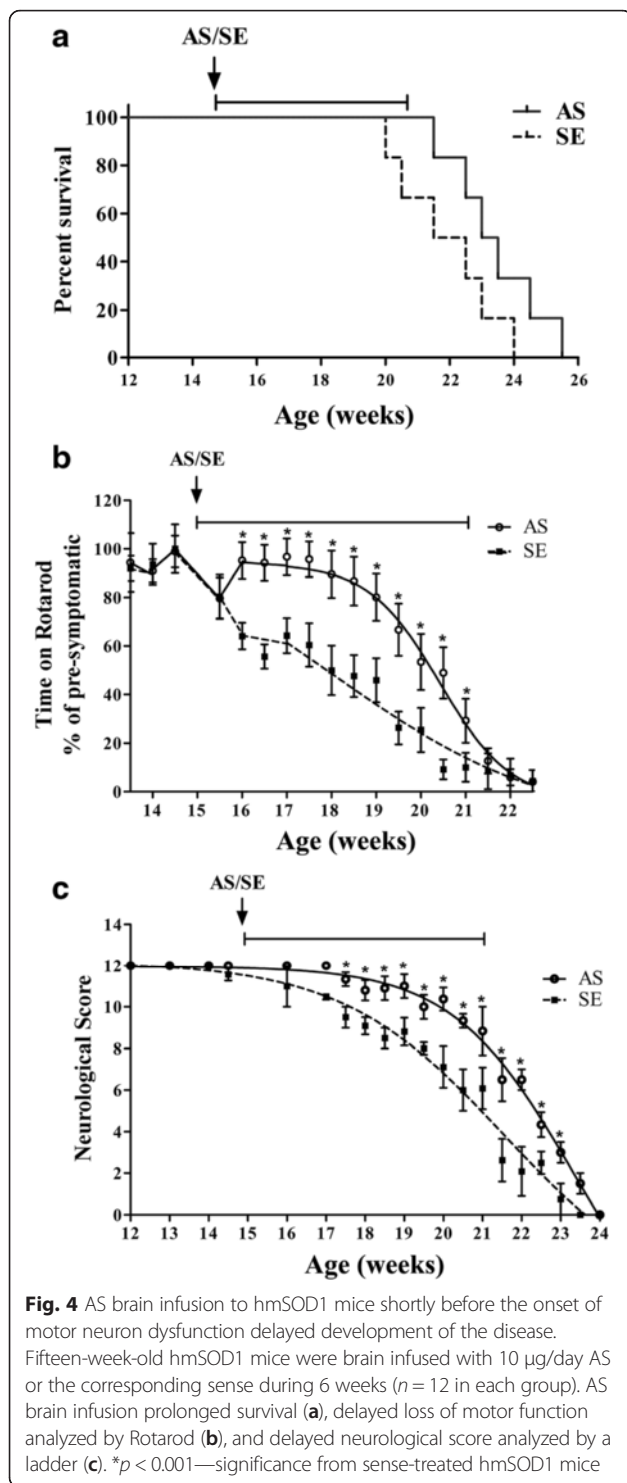 a
AS/SE
AS
SE
100
80
60
40
20
0
Percent survival
12 14 16 18 20 22 24 26
Age (weeks)
b
AS/SE
AS
SE
120
100
80
60
40
20
0
Time on Rotarod
% of pre-symptomatic
* * * * * * * * * * *
14 15 16 17 18 19 20 21 22
Age (weeks)
c
AS/SE
AS
SE
14
12
10
8
6
4
2
0
Neurological Score
* * * * * * * * * * * *
12 13 14 15 16 17 18 19 20 21 22 23 24
Age (weeks)
Fig. 4 AS brain infusion to hmSOD1 mice shortly before the onset of
motor neuron dysfunction delayed development of the disease.
Fifteen-week-old hmSOD1 mice were brain infused with 10 μg/day AS
or the corresponding sense during 6 weeks (n = 12 in each group). AS
brain infusion prolonged survival (a), delayed loss of motor function
analyzed by Rotarod (b), and delayed neurological score analyzed by a
ladder (c). *p < 0.001—significance from sense-treated hmSOD1 mice